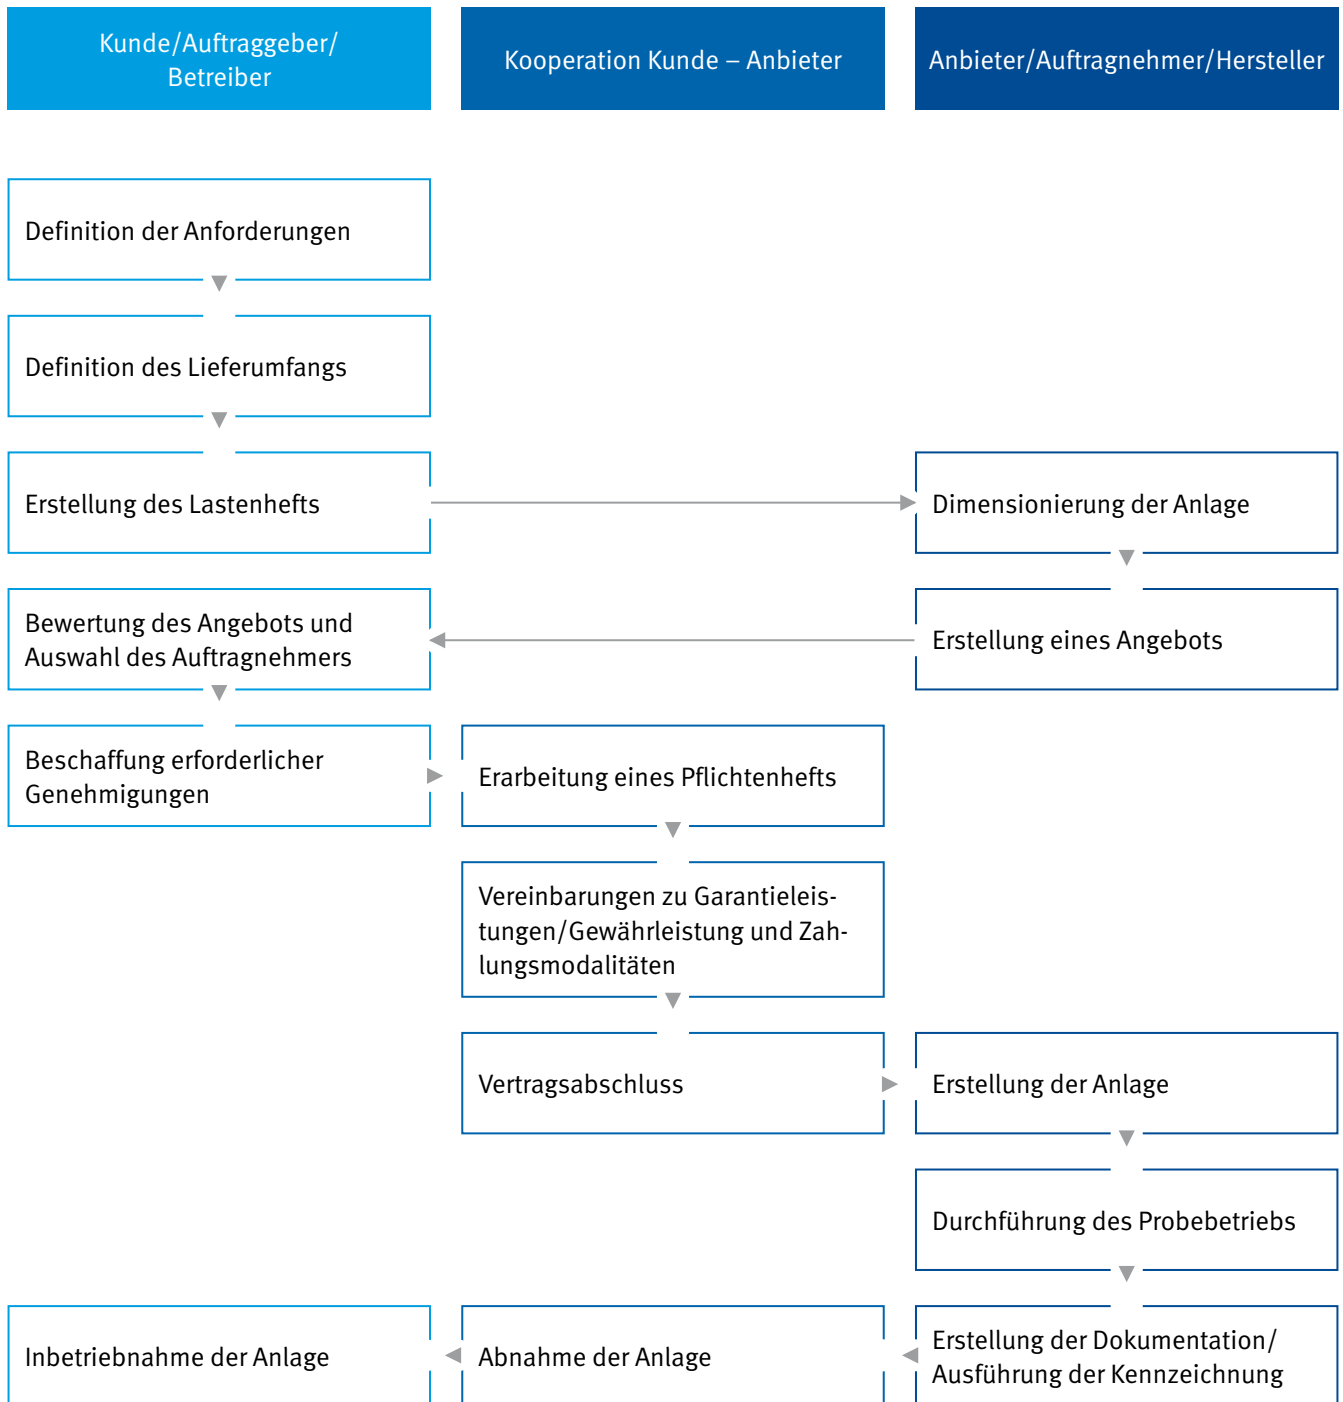 Kunde/Auftraggeber/
Betreiber
Kooperation Kunde – Anbieter
Anbieter/Auftragnehmer/Hersteller
Definition der Anforderungen
Definition des Lieferumfangs
Erstellung des Lastenhefts
Dimensionierung der Anlage
Bewertung des Angebots und
Auswahl des Auftragnehmers
Erstellung eines Angebots
Beschaffung erforderlicher
Genehmigungen
Erarbeitung eines Pflichtenhefts
Vereinbarungen zu Garantieleis-
tungen/Gewährleistung und Zah-
lungsmodalitäten
Vertragsabschluss
Erstellung der Anlage
Durchführung des Probebetriebs
Inbetriebnahme der Anlage
Abnahme der Anlage
Erstellung der Dokumentation/
Ausführung der Kennzeichnung